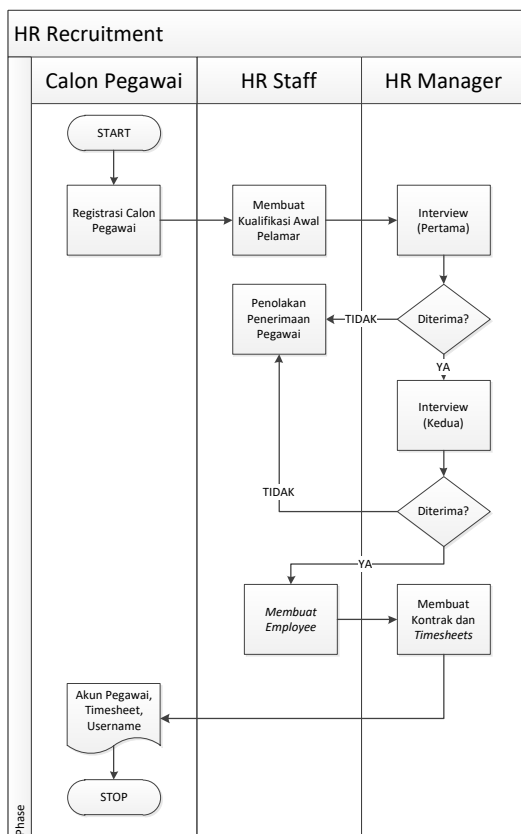 HR Recruitment
Calon Pegawai
HR Staff
HR Manager
START
Registrasi Calon
Pegawai
Membuat
Kualifikasi Awal
Pelamar
Interview
(Pertama)
Penolakan
Penerimaan
Pegawai
TIDAK
Diterima?
YA
Interview
(Kedua)
TIDAK
Diterima?
YA
Membuat
Employee
Membuat
Kontrak dan
Timesheets
Akun Pegawai,
Timesheet,
Username
STOP
Phase